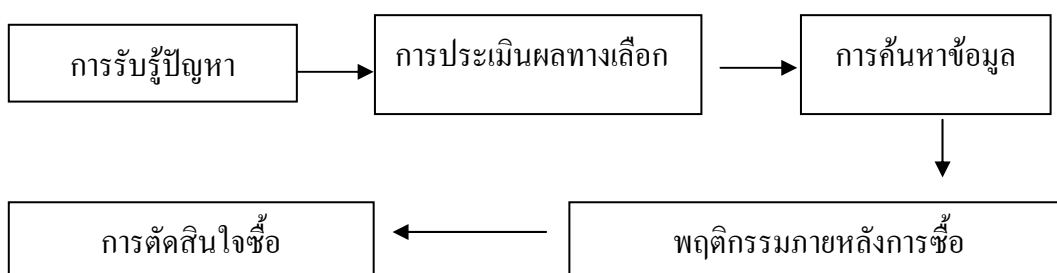 การรับรู้ปัญหา
การประเมินผลทางเลือก
การค้นหาข้อมูล
การตัดสินใจซื้อ
พฤติกรรมภายหลังการซื้อ